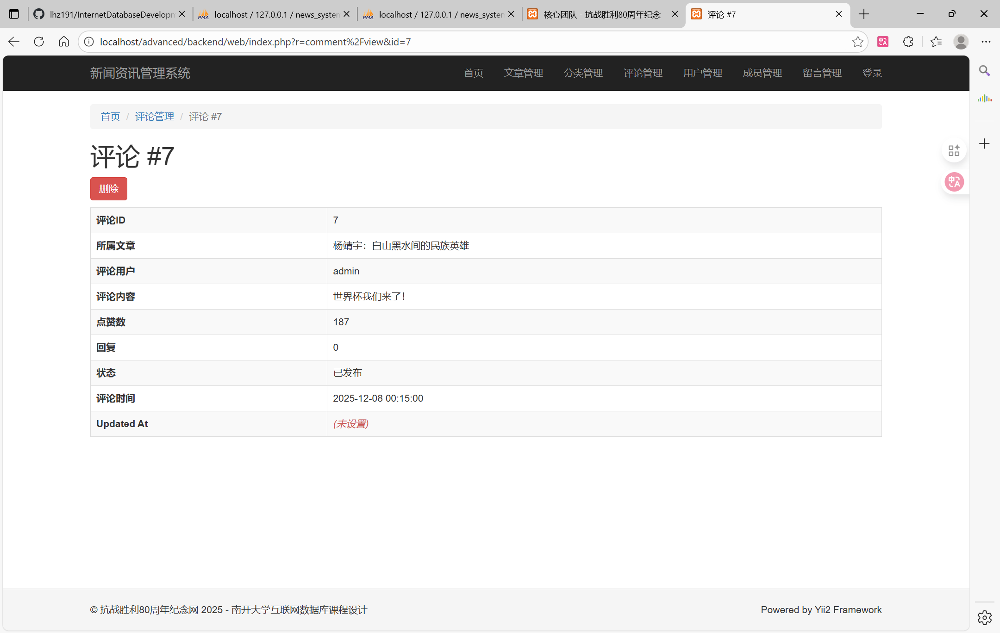 lhz191/InternetDatabaseDevelopm
localhost / 127.0.0.1 / news_system
localhost / 127.0.0.1 / news_system
核心团队 - 抗战胜利80周年纪念
评论 #7
localhost/advanced/backend/web/index.php?r=comment%2Fview&id=7
新闻资讯管理系统 首页 文章管理 分类管理 评论管理 用户管理 成员管理 留言管理 登录
首页 / 评论管理 / 评论 #7
评论 #7
删除
评论ID 7
所属文章 杨靖宇：白山黑水间的民族英雄
评论用户 admin
评论内容 世界杯我们来了！
点赞数 187
回复 0
状态 已发布
评论时间 2025-12-08 00:15:00
Updated At (未设置)
© 抗战胜利80周年纪念网 2025 - 南开大学互联网数据库课程设计 Powered by Yii2 Framework